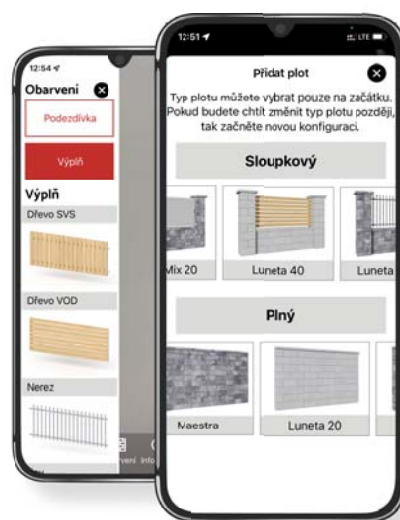 12:54
Obarvení
Podezdívka
Výplň
Výplň
Dřevo SVS
Dřevo VOD
Nerez
12:51
LTE
Přidat plot
Typ plotu můžete vybrat pouze na začátku.
Pokud budete chtít změnit typ plotu později,
tak začněte novou konfiguraci.
Sloupkový
Mix 20
Luneta 40
Luneta
Plný
Maestra
Luneta 20